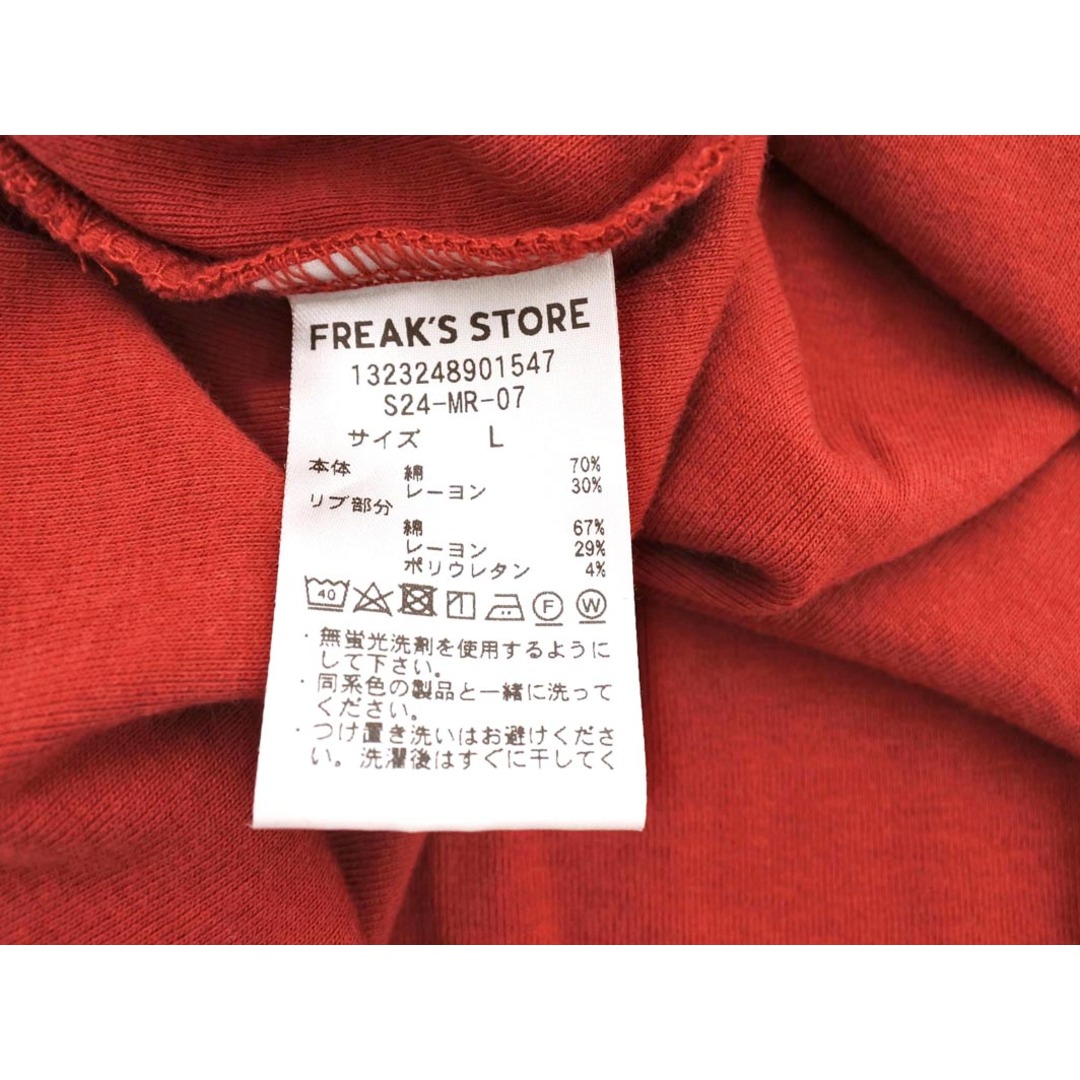 FREAK'S STORE
1323248901547
S24-MR-07
サイズ L
本体 綿 70%
レーヨン 30%
リブ部分
綿 67%
レーヨン 29%
ポリウレタン 4%
40 F W
・無蛍光洗剤を使用するように
して下さい。
・同系色の製品と一緒に洗って
ください。
・つけ置き洗いはお避けくださ
い。洗濯後はすぐに干してく